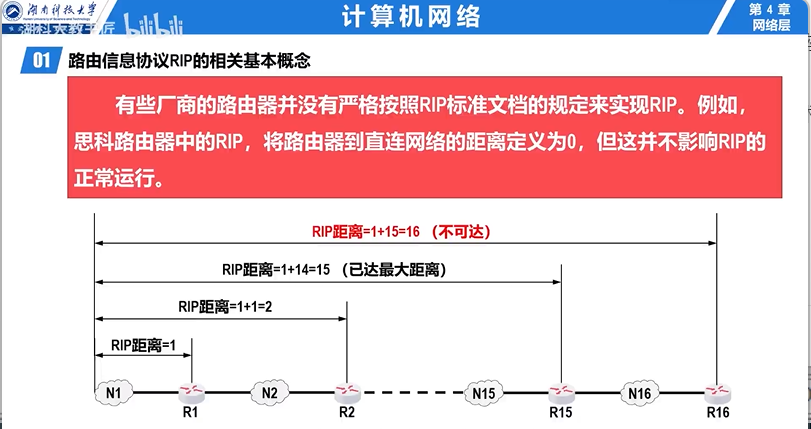 湖南科技大学
计算机网络
第 4 章
网络层
湖科大教书匠
bilibili
01 路由信息协议RIP的相关基本概念
有些厂商的路由器并没有严格按照RIP标准文档的规定来实现RIP。例如，
思科路由器中的RIP，将路由器到直连网络的距离定义为0，但这并不影响RIP的
正常运行。
RIP距离=1+15=16 （不可达）
RIP距离=1+14=15 （已达最大距离）
RIP距离=1+1=2
RIP距离=1
N1 N2 N15 N16
R1 R2 R15 R16